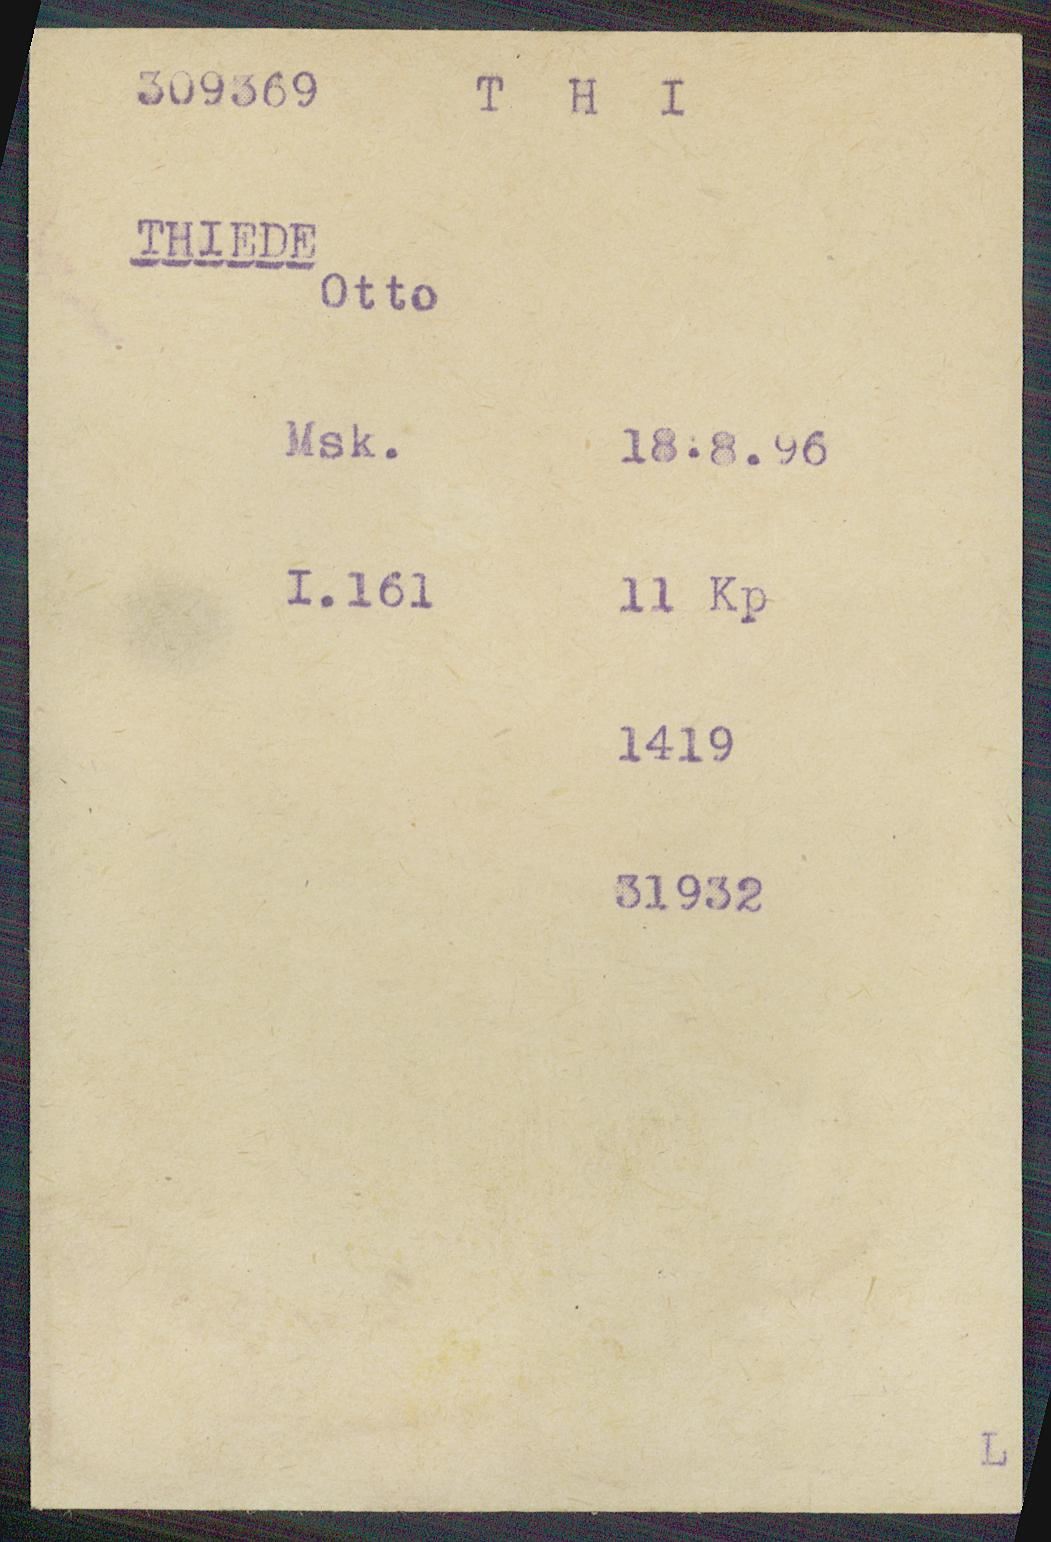 309369 T H I
THIEDE
Otto
Msk. 18.8.96
I.161 11 Kp
1419
31932
L